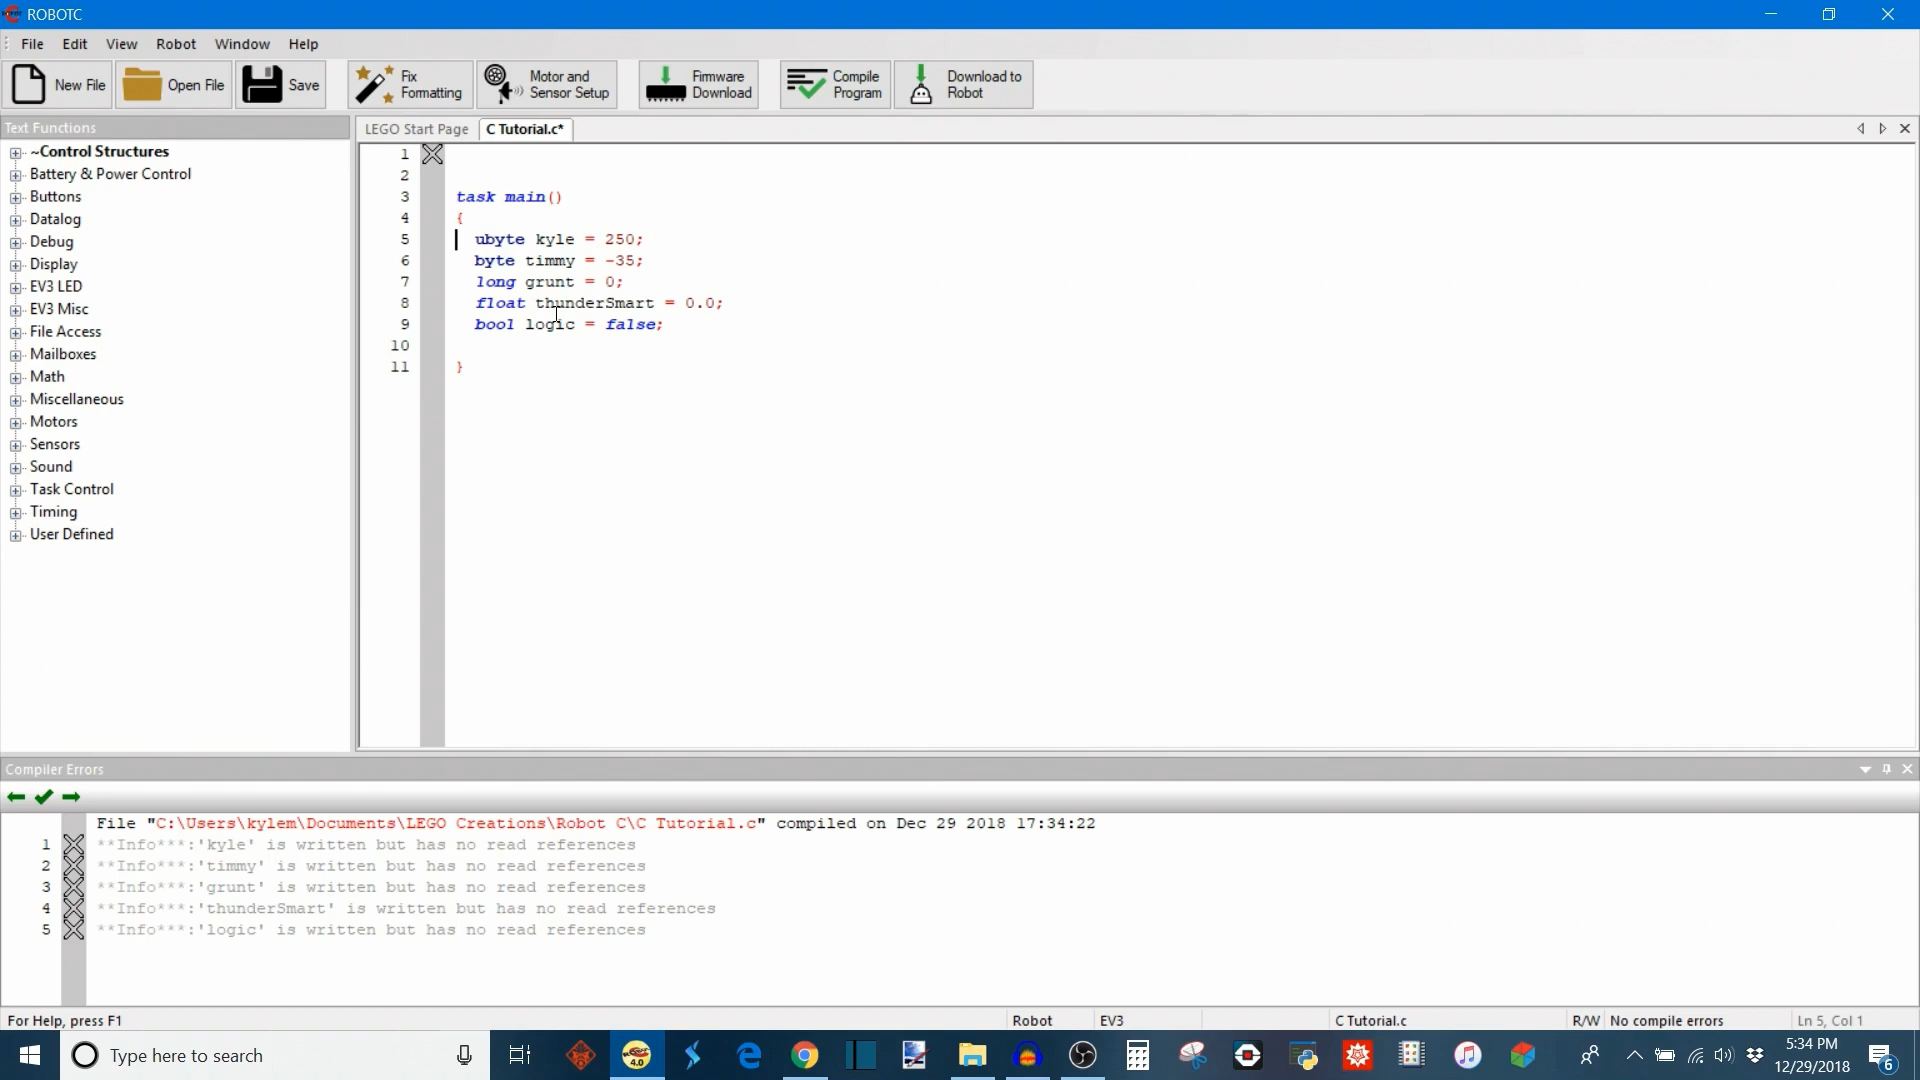 ROBOTC
File Edit View Robot Window Help
New File Open File Save Fix Formatting Motor and Sensor Setup Firmware Download Compile Program Download to Robot
Text Functions
~Control Structures
Battery & Power Control
Buttons
Datalog
Debug
Display
EV3 LED
EV3 Misc
File Access
Mailboxes
Math
Miscellaneous
Motors
Sensors
Sound
Task Control
Timing
User Defined
LEGO Start Page C Tutorial.c*
1
2
3 task main()
4 {
5 ubyte kyle = 250;
6 byte timmy = -35;
7 long grunt = 0;
8 float thunderSmart = 0.0;
9 bool logic = false;
10
11 }
Compiler Errors
File "C:\Users\kylem\Documents\LEGO Creations\Robot C\C Tutorial.c" compiled on Dec 29 2018 17:34:22
1 **Info***:'kyle' is written but has no read references
2 **Info***:'timmy' is written but has no read references
3 **Info***:'grunt' is written but has no read references
4 **Info***:'thunderSmart' is written but has no read references
5 **Info***:'logic' is written but has no read references
For Help, press F1 Robot EV3 C Tutorial.c R/W No compile errors Ln 5, Col 1
Type here to search
4.0
5:34 PM
12/29/2018
6